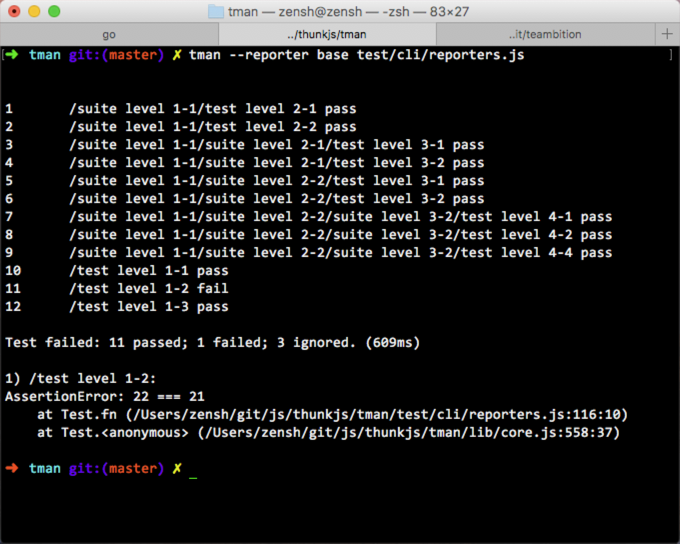 tman — zensh@zensh — -zsh — 83×27
go ../thunkjs/tman ..it/teambition +
[➜ tman git:(master) ✗ tman --reporter base test/cli/reporters.js ]
1 /suite level 1-1/test level 2-1 pass
2 /suite level 1-1/test level 2-2 pass
3 /suite level 1-1/suite level 2-1/test level 3-1 pass
4 /suite level 1-1/suite level 2-1/test level 3-2 pass
5 /suite level 1-1/suite level 2-2/test level 3-1 pass
6 /suite level 1-1/suite level 2-2/test level 3-2 pass
7 /suite level 1-1/suite level 2-2/suite level 3-2/test level 4-1 pass
8 /suite level 1-1/suite level 2-2/suite level 3-2/test level 4-2 pass
9 /suite level 1-1/suite level 2-2/suite level 3-2/test level 4-4 pass
10 /test level 1-1 pass
11 /test level 1-2 fail
12 /test level 1-3 pass
Test failed: 11 passed; 1 failed; 3 ignored. (609ms)
1) /test level 1-2:
AssertionError: 22 === 21
at Test.fn (/Users/zensh/git/js/thunkjs/tman/test/cli/reporters.js:116:10)
at Test.<anonymous> (/Users/zensh/git/js/thunkjs/tman/lib/core.js:558:37)
➜ tman git:(master) ✗ _